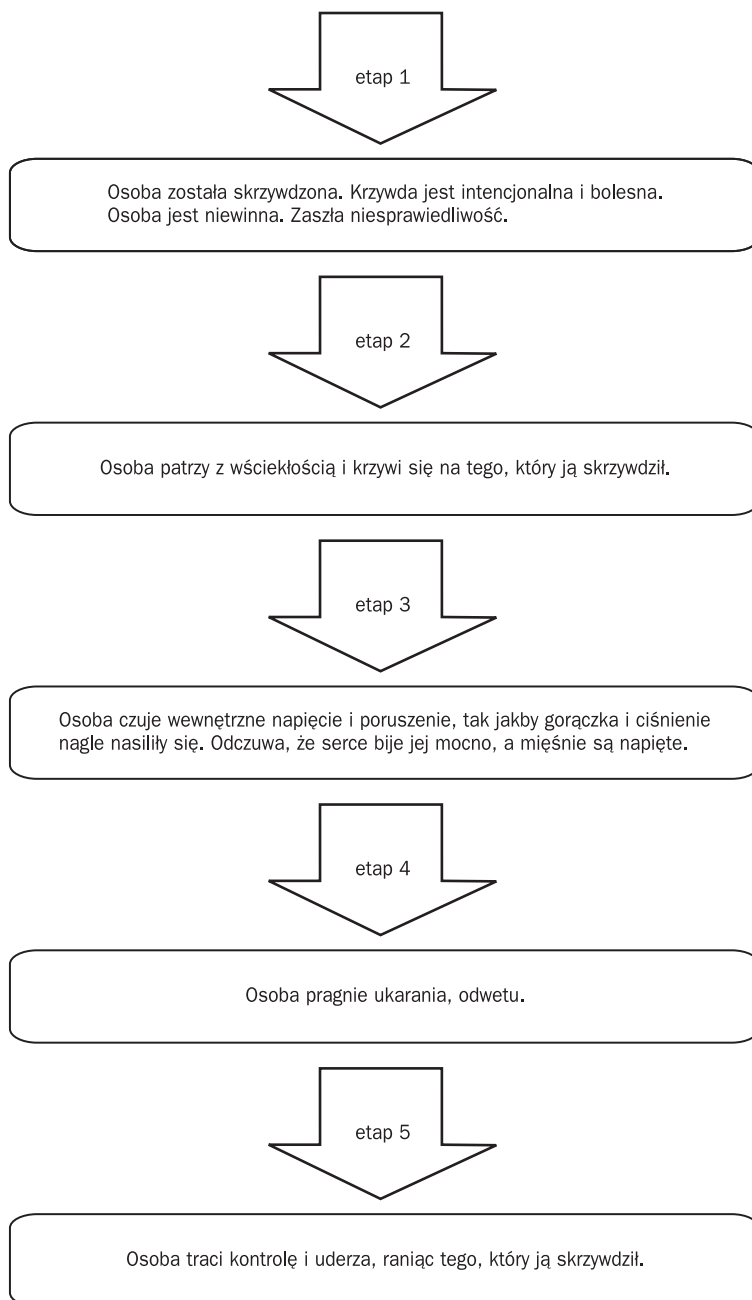 etap 1
Osoba została skrzywdzona. Krzywda jest intencjonalna i bolesna.
Osoba jest niewinna. Zaszła niesprawiedliwość.
etap 2
Osoba patrzy z wściekłością i krzywi się na tego, który ją skrzywdził.
etap 3
Osoba czuje wewnętrzne napięcie i poruszenie, tak jakby gorączka i ciśnienie
nagle nasiliły się. Odczuwa, że serce bije jej mocno, a mięśnie są napięte.
etap 4
Osoba pragnie ukarania, odwetu.
etap 5
Osoba traci kontrolę i uderza, raniąc tego, który ją skrzywdził.